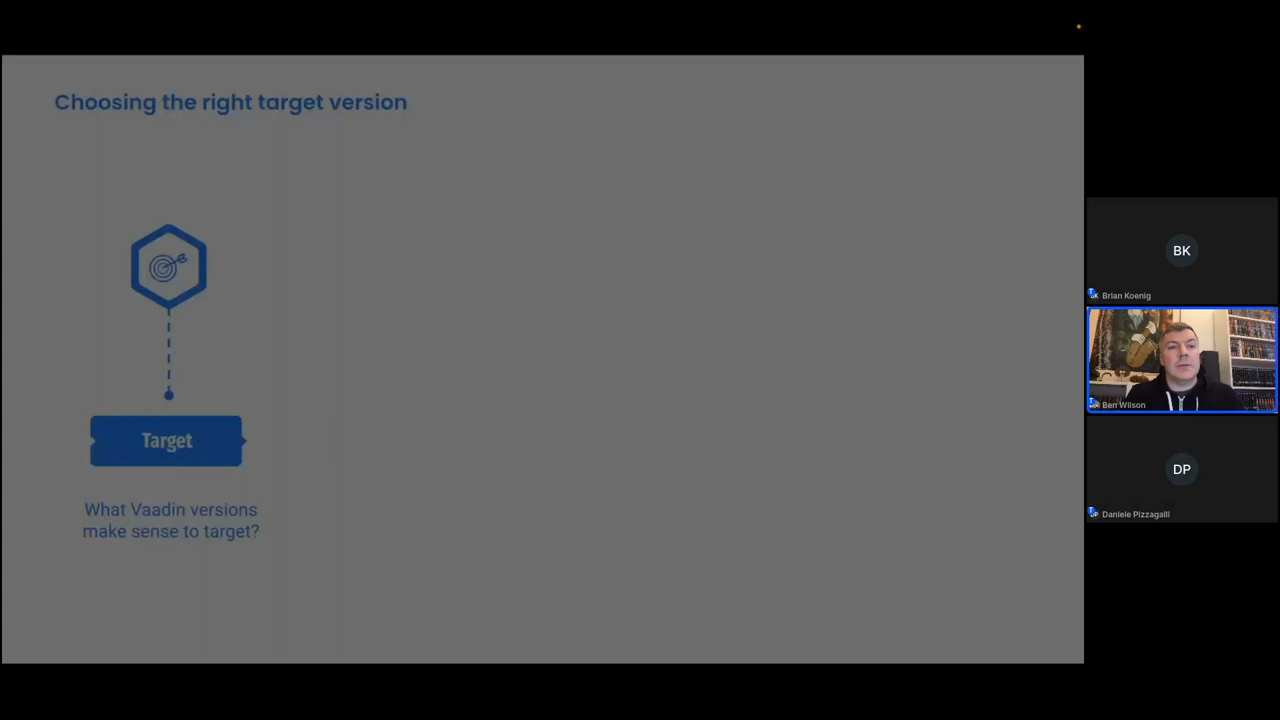 Choosing the right target version
Target
What Vaadin versions
make sense to target?
BK
Brian Koenig
Ben Wilson
DP
Daniele Pizzagalli